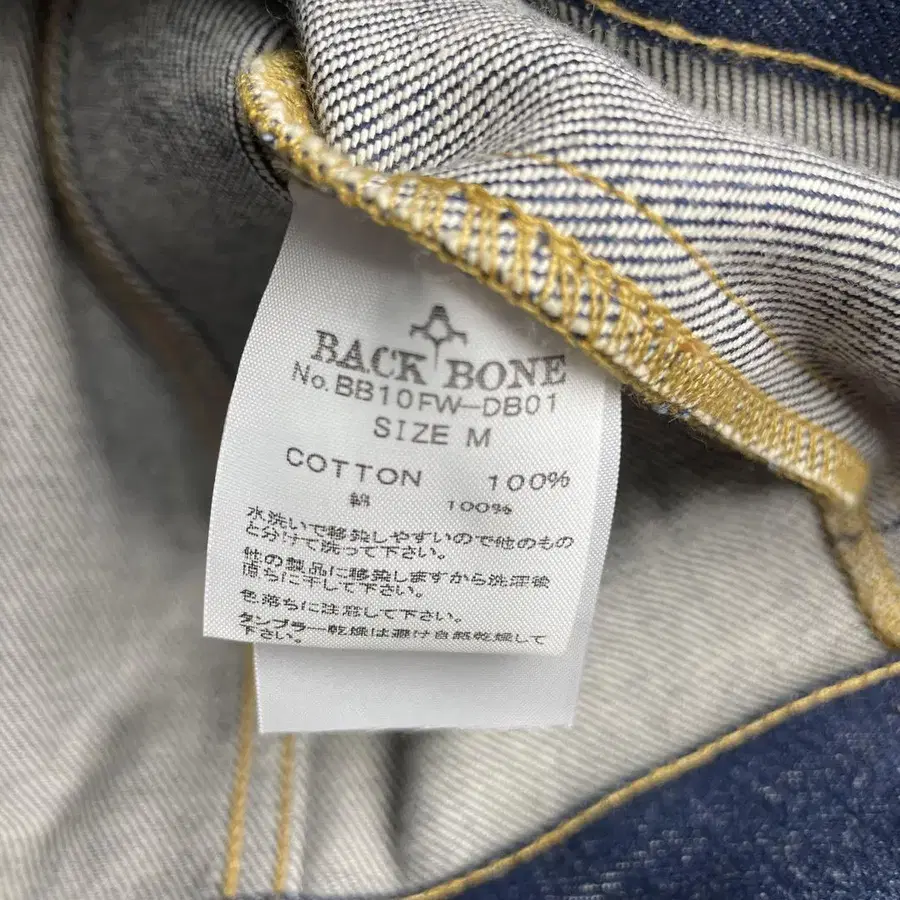 BACK BONE
No.BB10FW-DB01
SIZE M
COTTON 100%
綿 100%
水洗いで移染しやすいので他のもの
と分けて洗って下さい。
他の製品に移染しますから洗濯後
直ちに干して下さい。
色落ちに注意して下さい。
タンブラー乾燥は避け自然乾燥して
下さい。